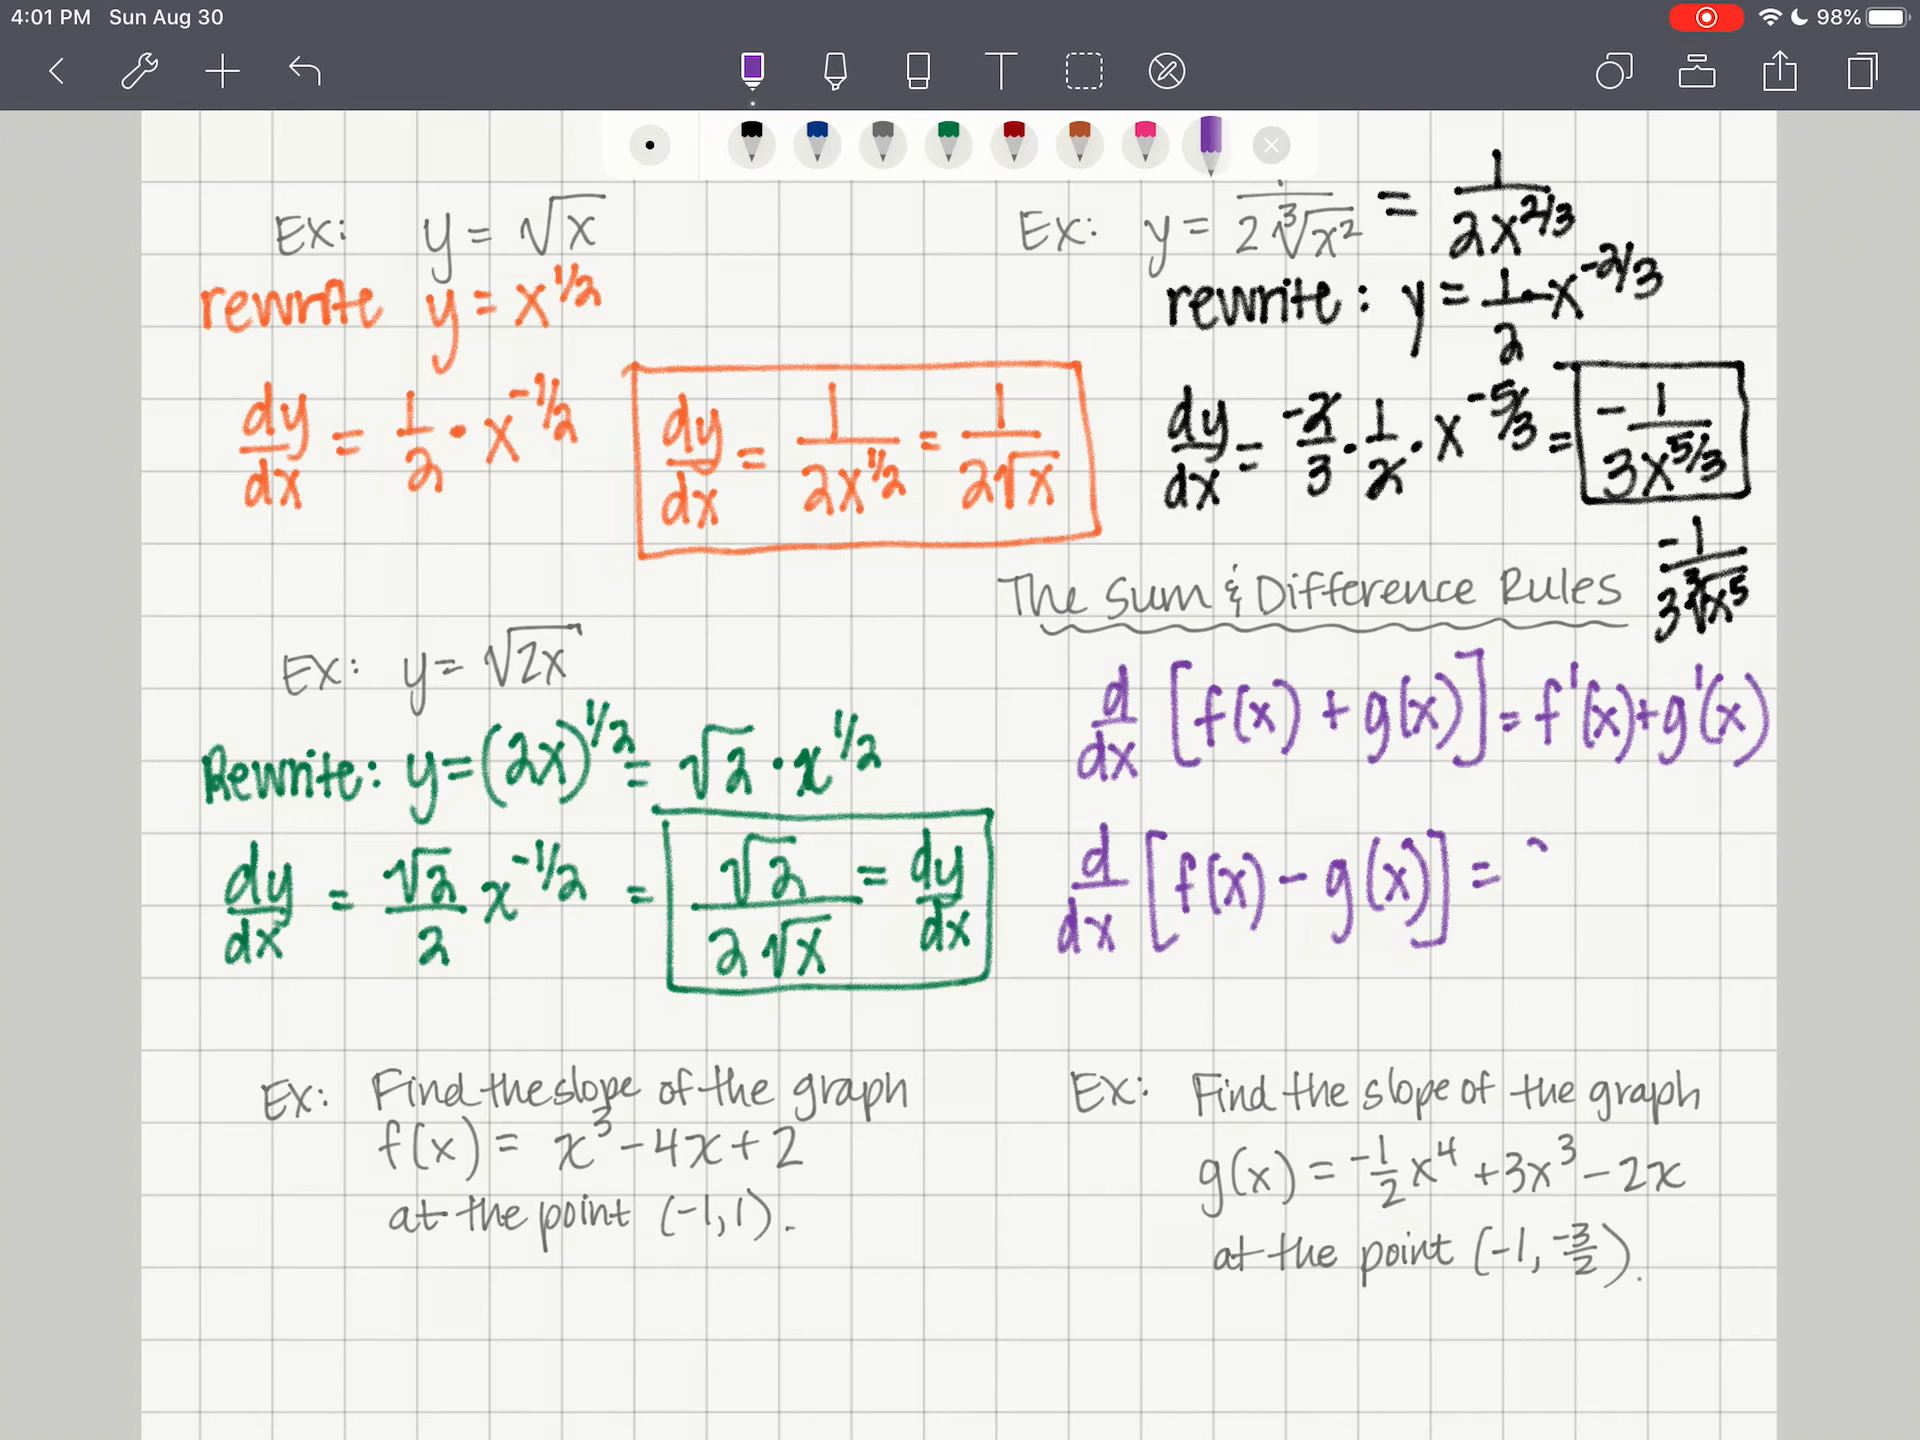 4:01 PM Sun Aug 30
98%
Ex: y = √x
rewrite y = x^1/2
dy/dx = 1/2 · x^-1/2
dy/dx = 1/2x^1/2 = 1/2√x
Ex: y = √2x
Rewrite: y = (2x)^1/2 = √2 · x^1/2
dy/dx = √2/2 x^-1/2 = √2/2√x = dy/dx
Ex: Find the slope of the graph
f(x) = x³ - 4x + 2
at the point (-1, 1).
Ex: y = 1/2∛x² = 1/2x^2/3
rewrite: y = 1/2 x^-2/3
dy/dx = -2/3 · 1/2 · x^-5/3 = -1/3x^5/3
-1/3∛x⁵
The Sum & Difference Rules
d/dx [f(x) + g(x)] = f'(x) + g'(x)
d/dx [f(x) - g(x)] =
Ex: Find the slope of the graph
g(x) = -1/2 x⁴ + 3x³ - 2x
at the point (-1, -3/2).